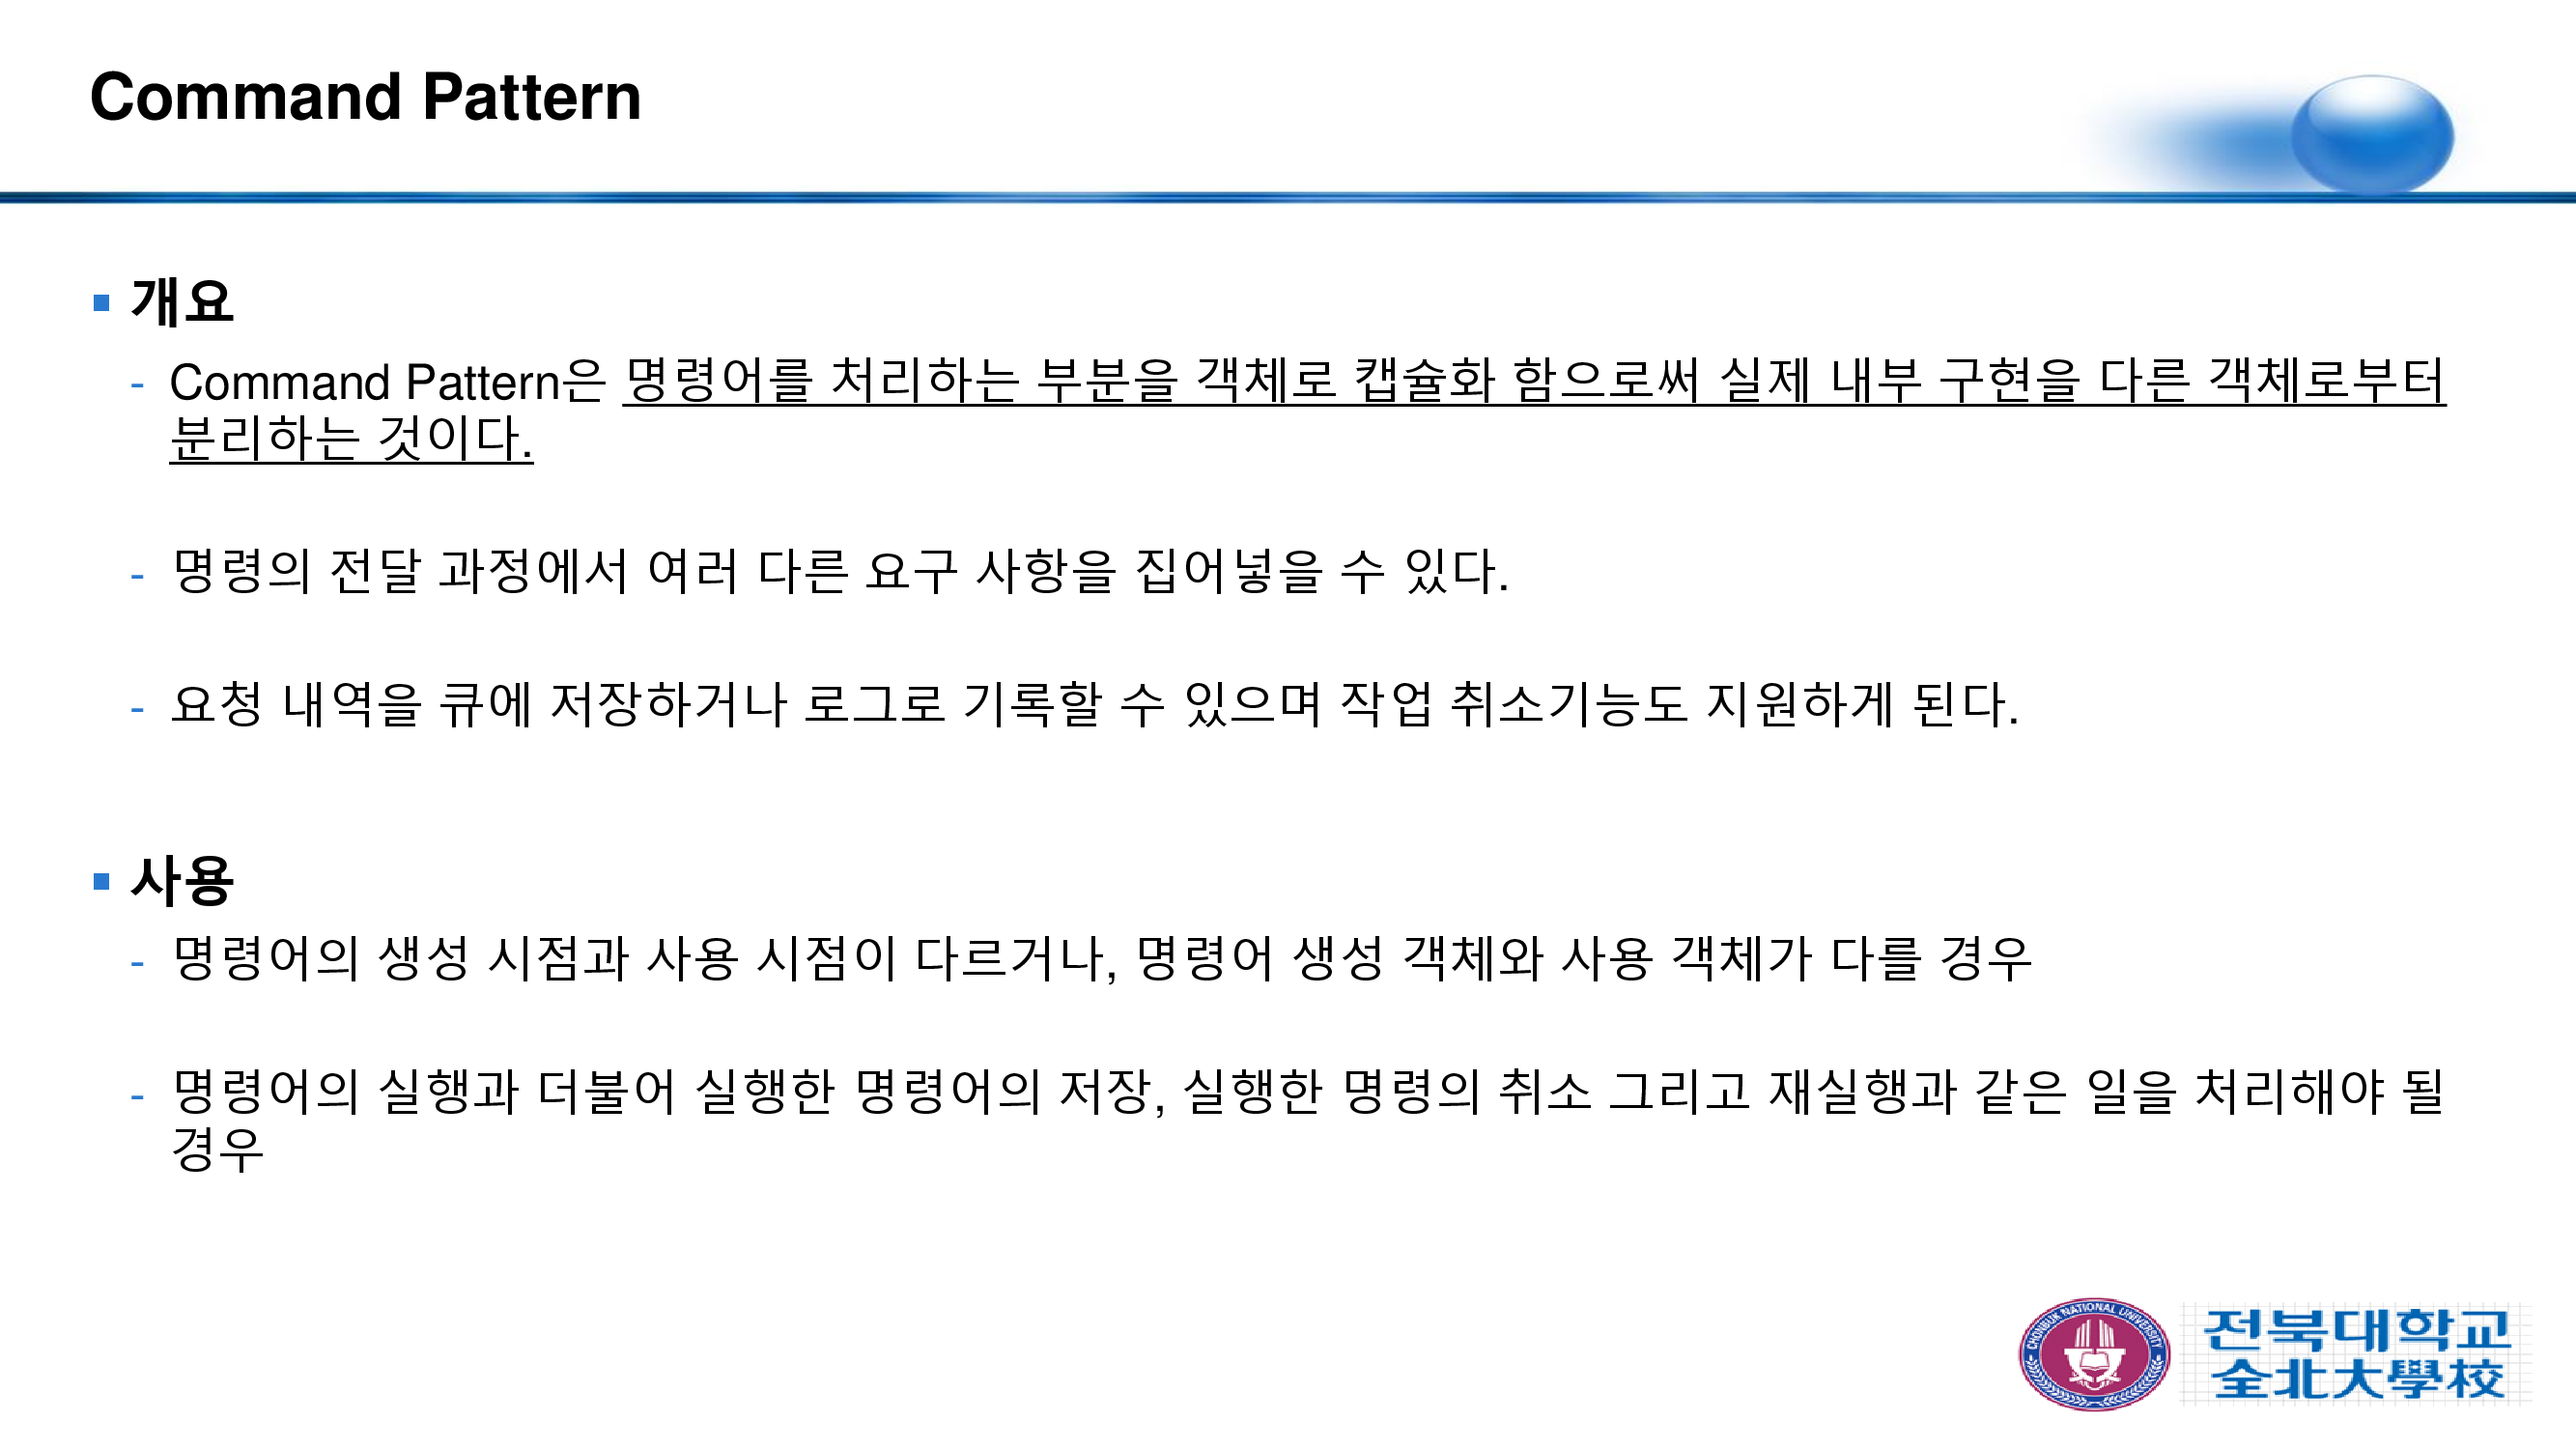 Command Pattern
개요
- Command Pattern은 명령어를 처리하는 부분을 객체로 캡슐화 함으로써 실제 내부 구현을 다른 객체로부터
분리하는 것이다.
- 명령의 전달 과정에서 여러 다른 요구 사항을 집어넣을 수 있다.
- 요청 내역을 큐에 저장하거나 로그로 기록할 수 있으며 작업 취소기능도 지원하게 된다.
사용
- 명령어의 생성 시점과 사용 시점이 다르거나, 명령어 생성 객체와 사용 객체가 다를 경우
- 명령어의 실행과 더불어 실행한 명령어의 저장, 실행한 명령의 취소 그리고 재실행과 같은 일을 처리해야 될
경우
CHONBUK NATIONAL UNIVERSITY
전북대학교
全北大學校